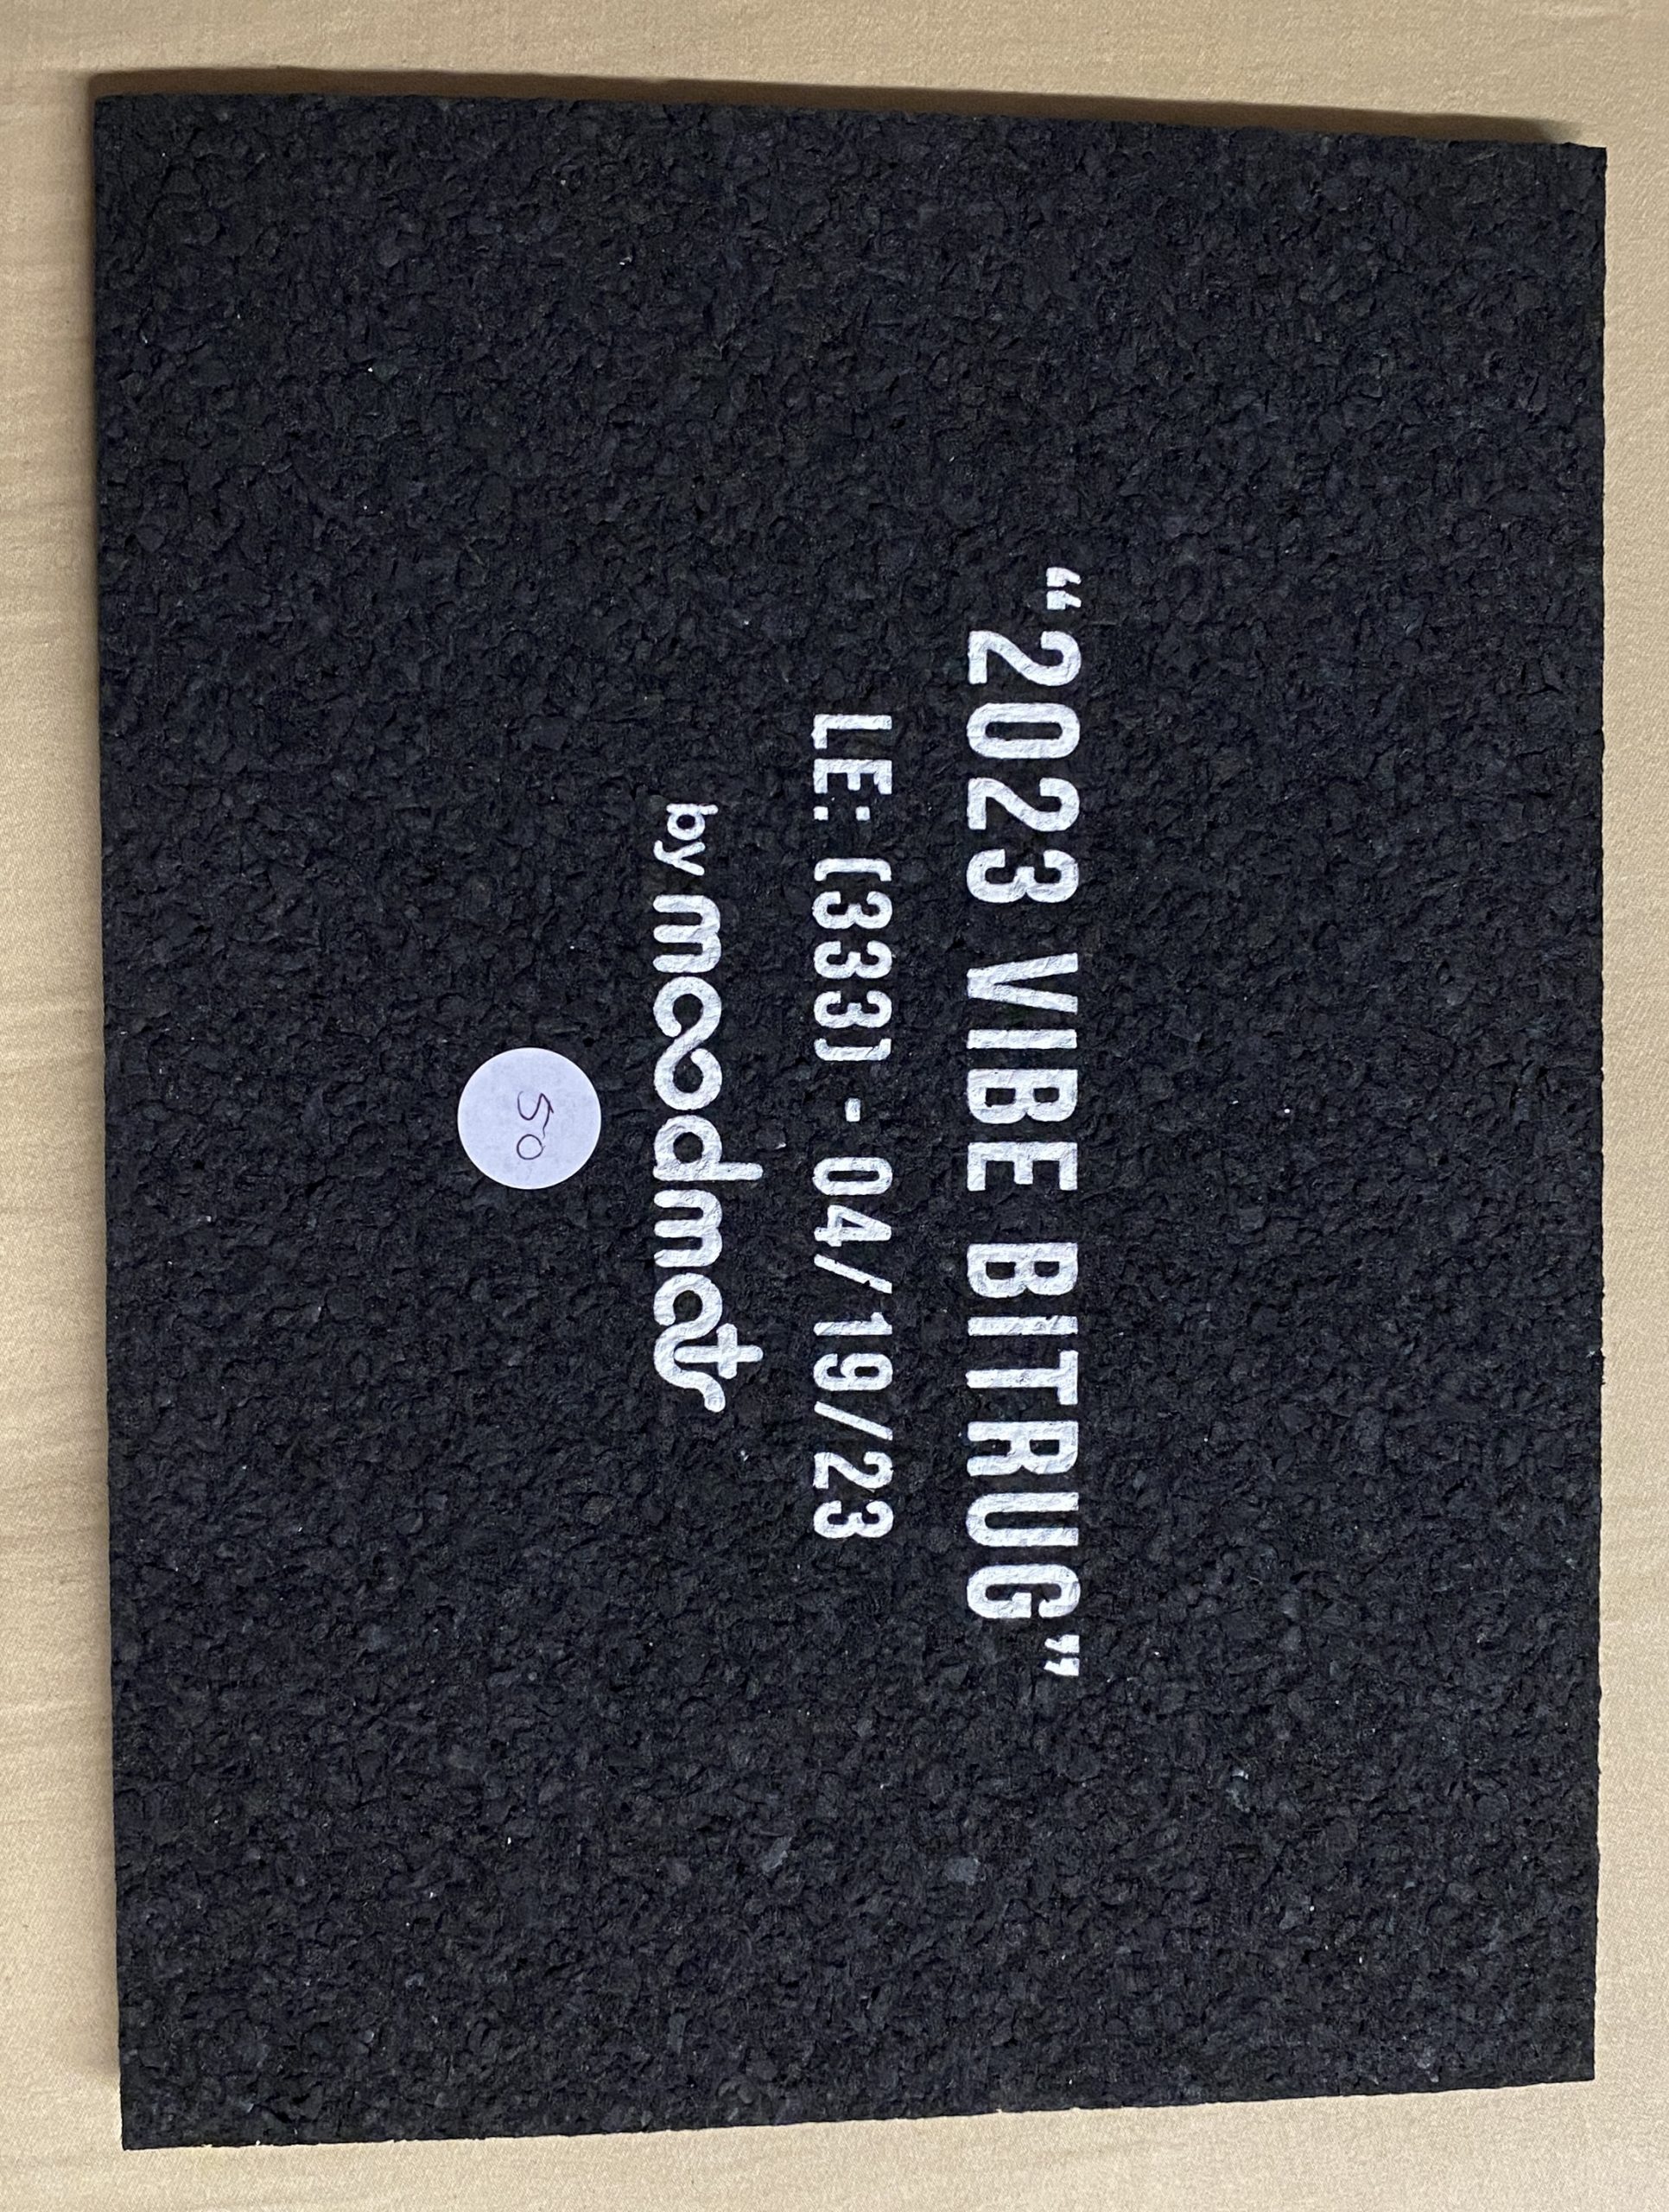 “2023 VIBE BITRUG”
LE: (333) - 04/19/23
by moodmat
50